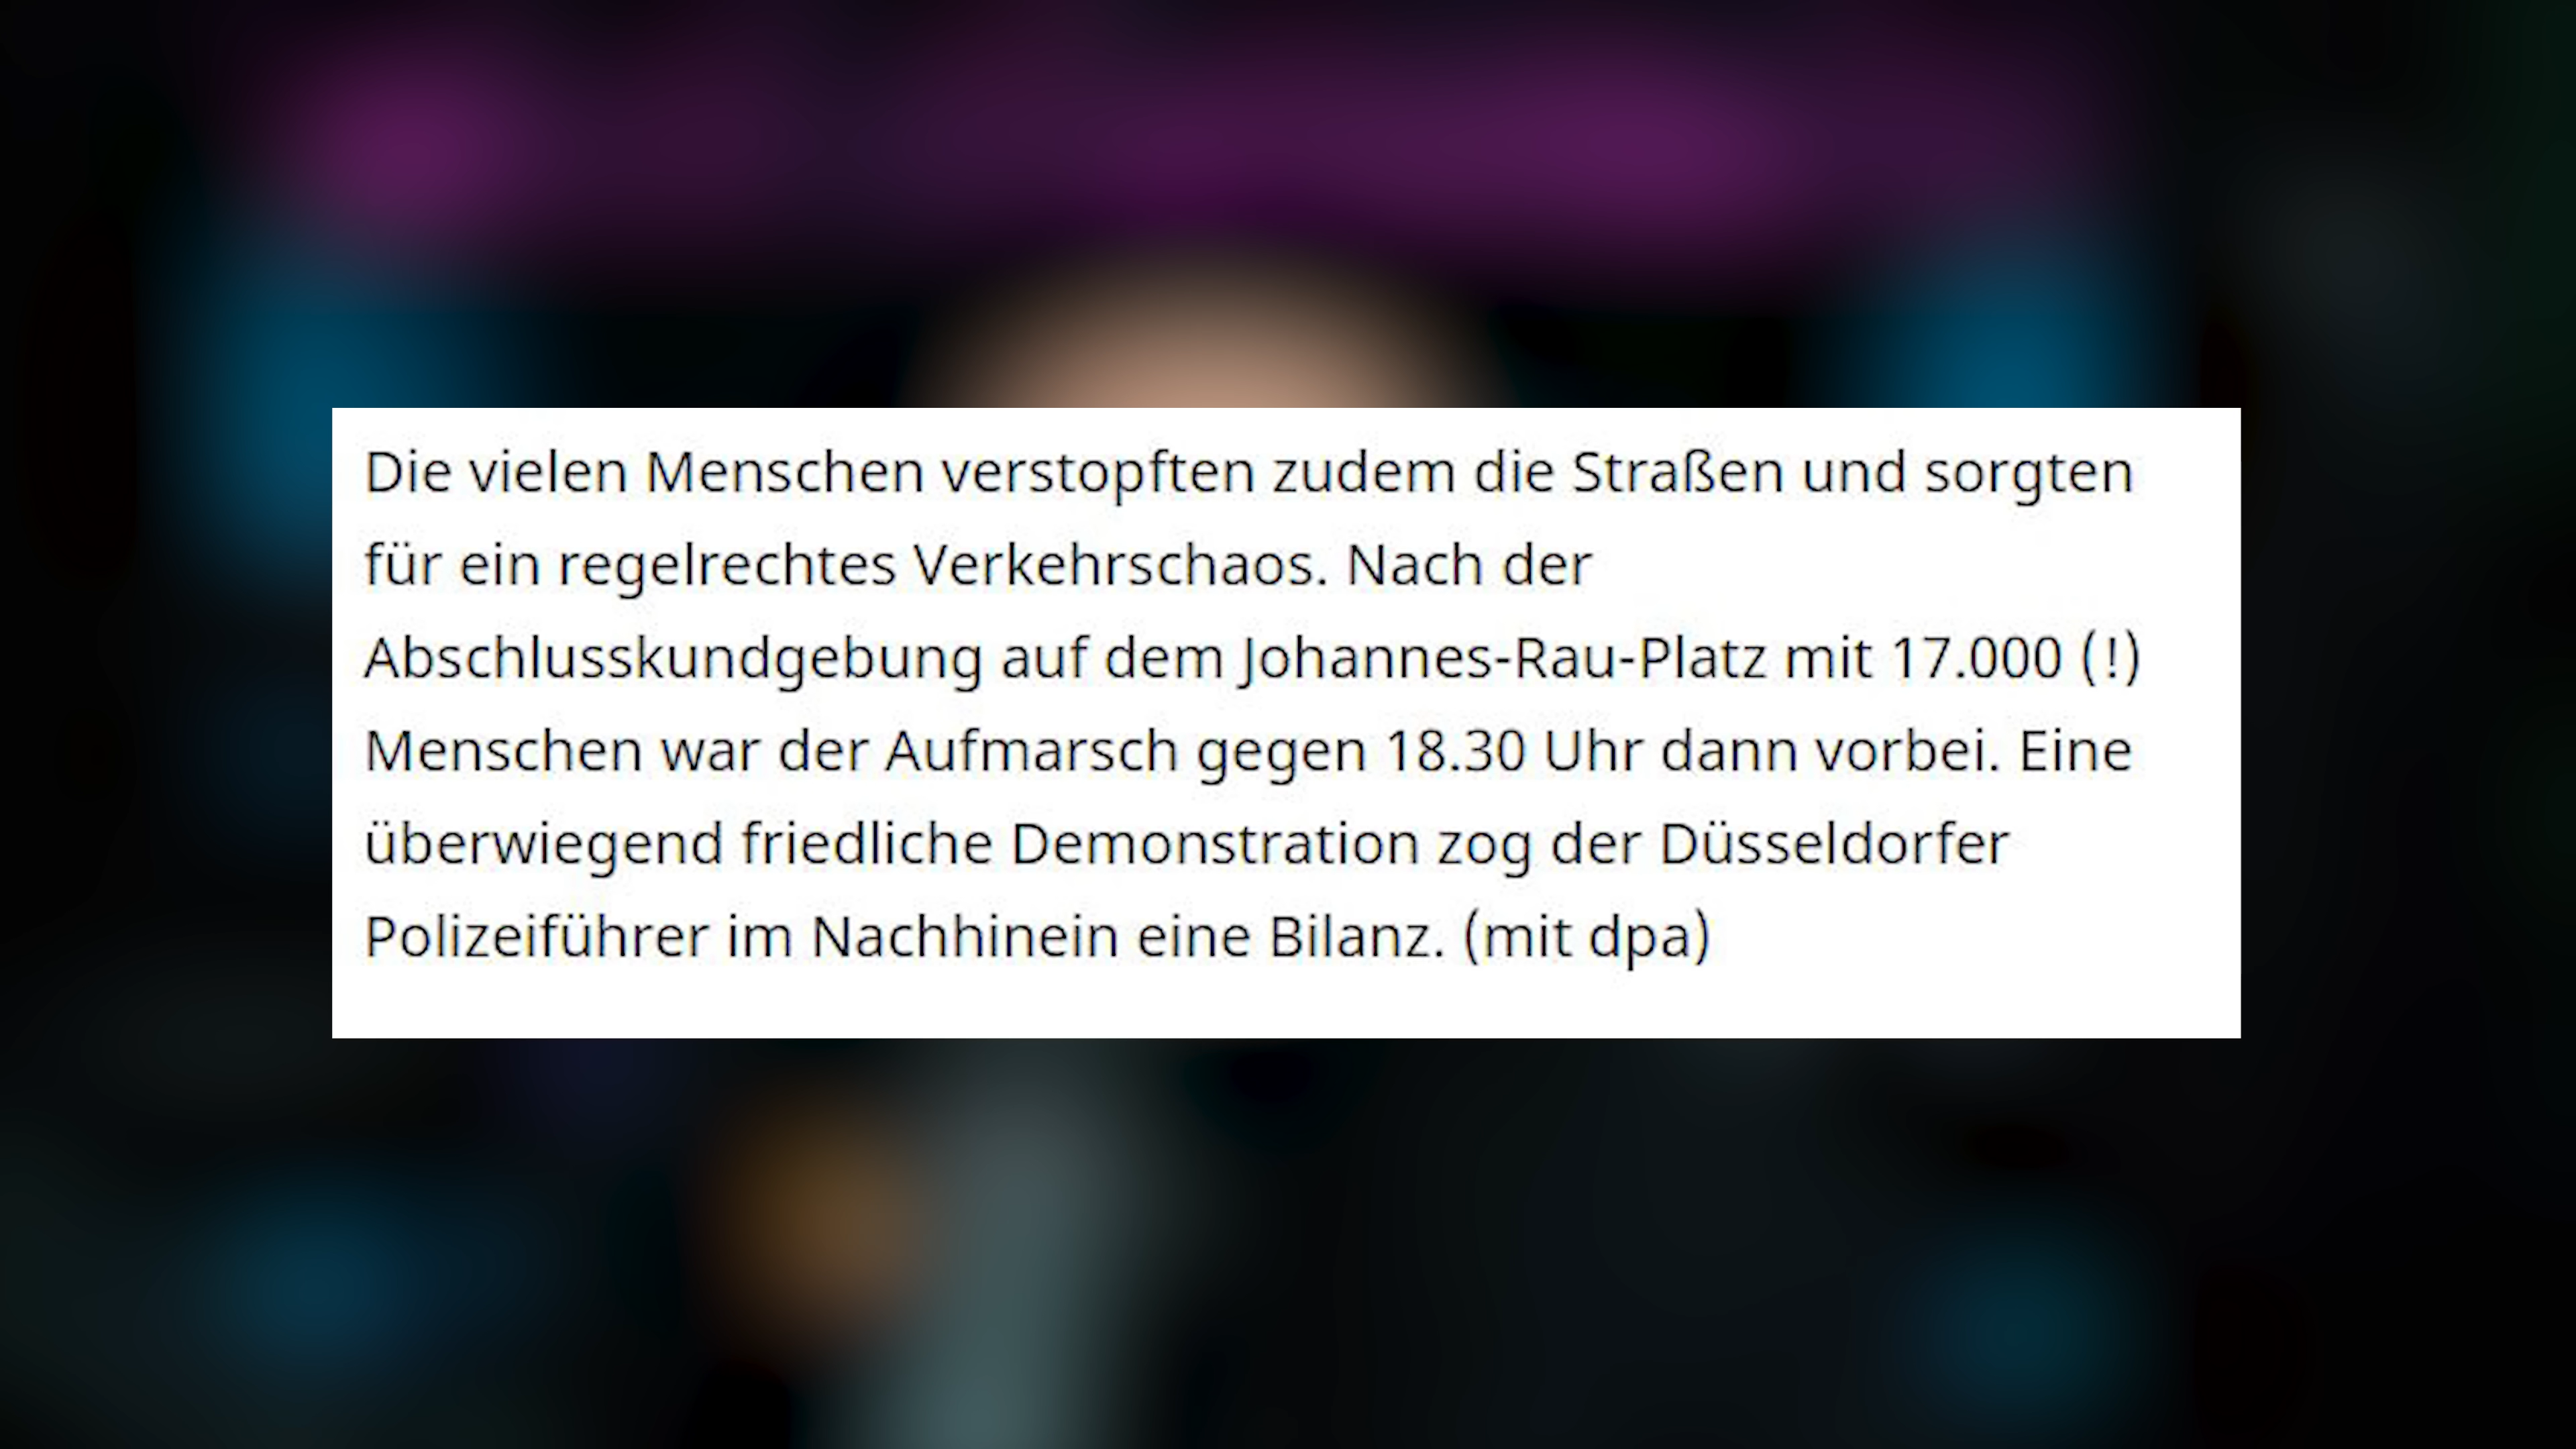 Die vielen Menschen verstopften zudem die Straßen und sorgten
für ein regelrechtes Verkehrschaos. Nach der
Abschlusskundgebung auf dem Johannes-Rau-Platz mit 17.000 (!)
Menschen war der Aufmarsch gegen 18.30 Uhr dann vorbei. Eine
überwiegend friedliche Demonstration zog der Düsseldorfer
Polizeiführer im Nachhinein eine Bilanz. (mit dpa)